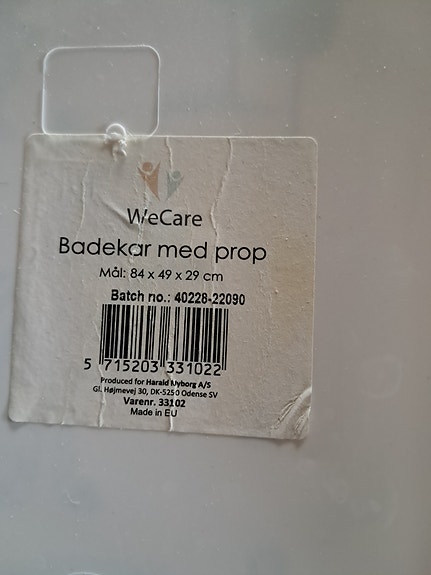 WeCare
Badekar med prop
Mål: 84 x 49 x 29 cm
Batch no.: 40228-22090
5 715203 331022
Produced for Harald Nyborg A/S
Gl. Højmevej 30, DK-5250 Odense SV
Varenr. 33102
Made in EU